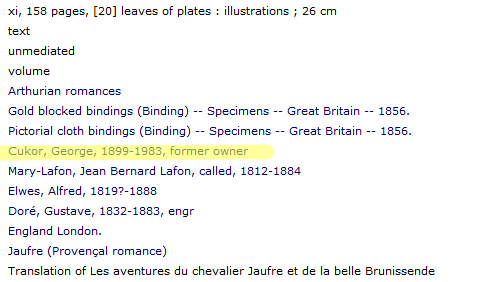 xi, 158 pages, [20] leaves of plates : illustrations ; 26 cm
text
unmediated
volume
Arthurian romances
Gold blocked bindings (Binding) -- Specimens -- Great Britain -- 1856.
Pictorial cloth bindings (Binding) -- Specimens -- Great Britain -- 1856.
Cukor, George, 1899-1983, former owner
Mary-Lafon, Jean Bernard Lafon, called, 1812-1884
Elwes, Alfred, 1819?-1888
Doré, Gustave, 1832-1883, engr
England London.
Jaufre (Provençal romance)
Translation of Les aventures du chevalier Jaufre et de la belle Brunissende